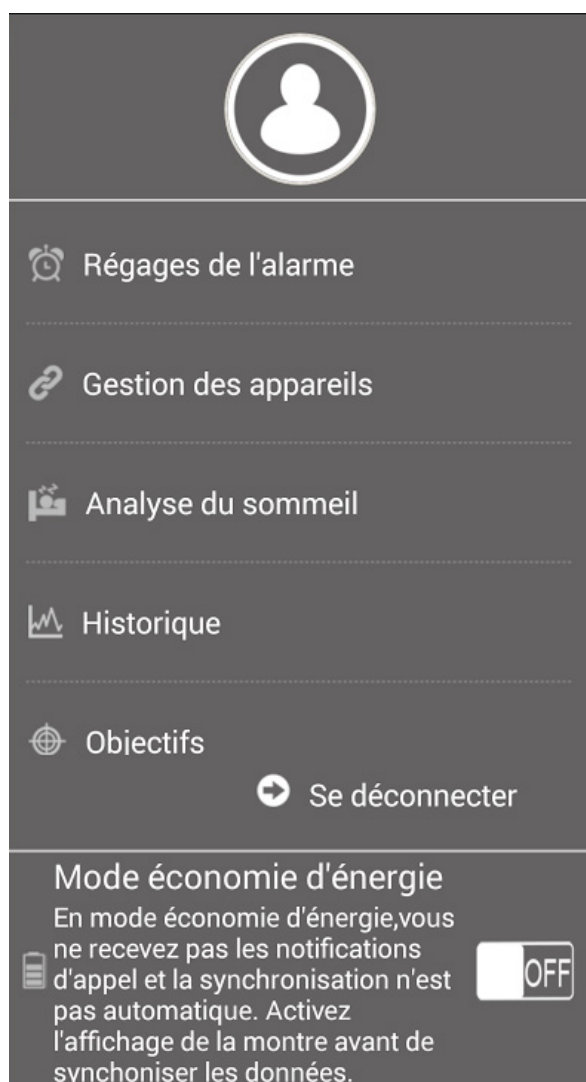 Régages de l'alarme
Gestion des appareils
Analyse du sommeil
Historique
Objectifs
Se déconnecter
Mode économie d'énergie
En mode économie d'énergie,vous
ne recevez pas les notifications
d'appel et la synchronisation n'est
pas automatique. Activez
l'affichage de la montre avant de
synchoniser les données.
OFF